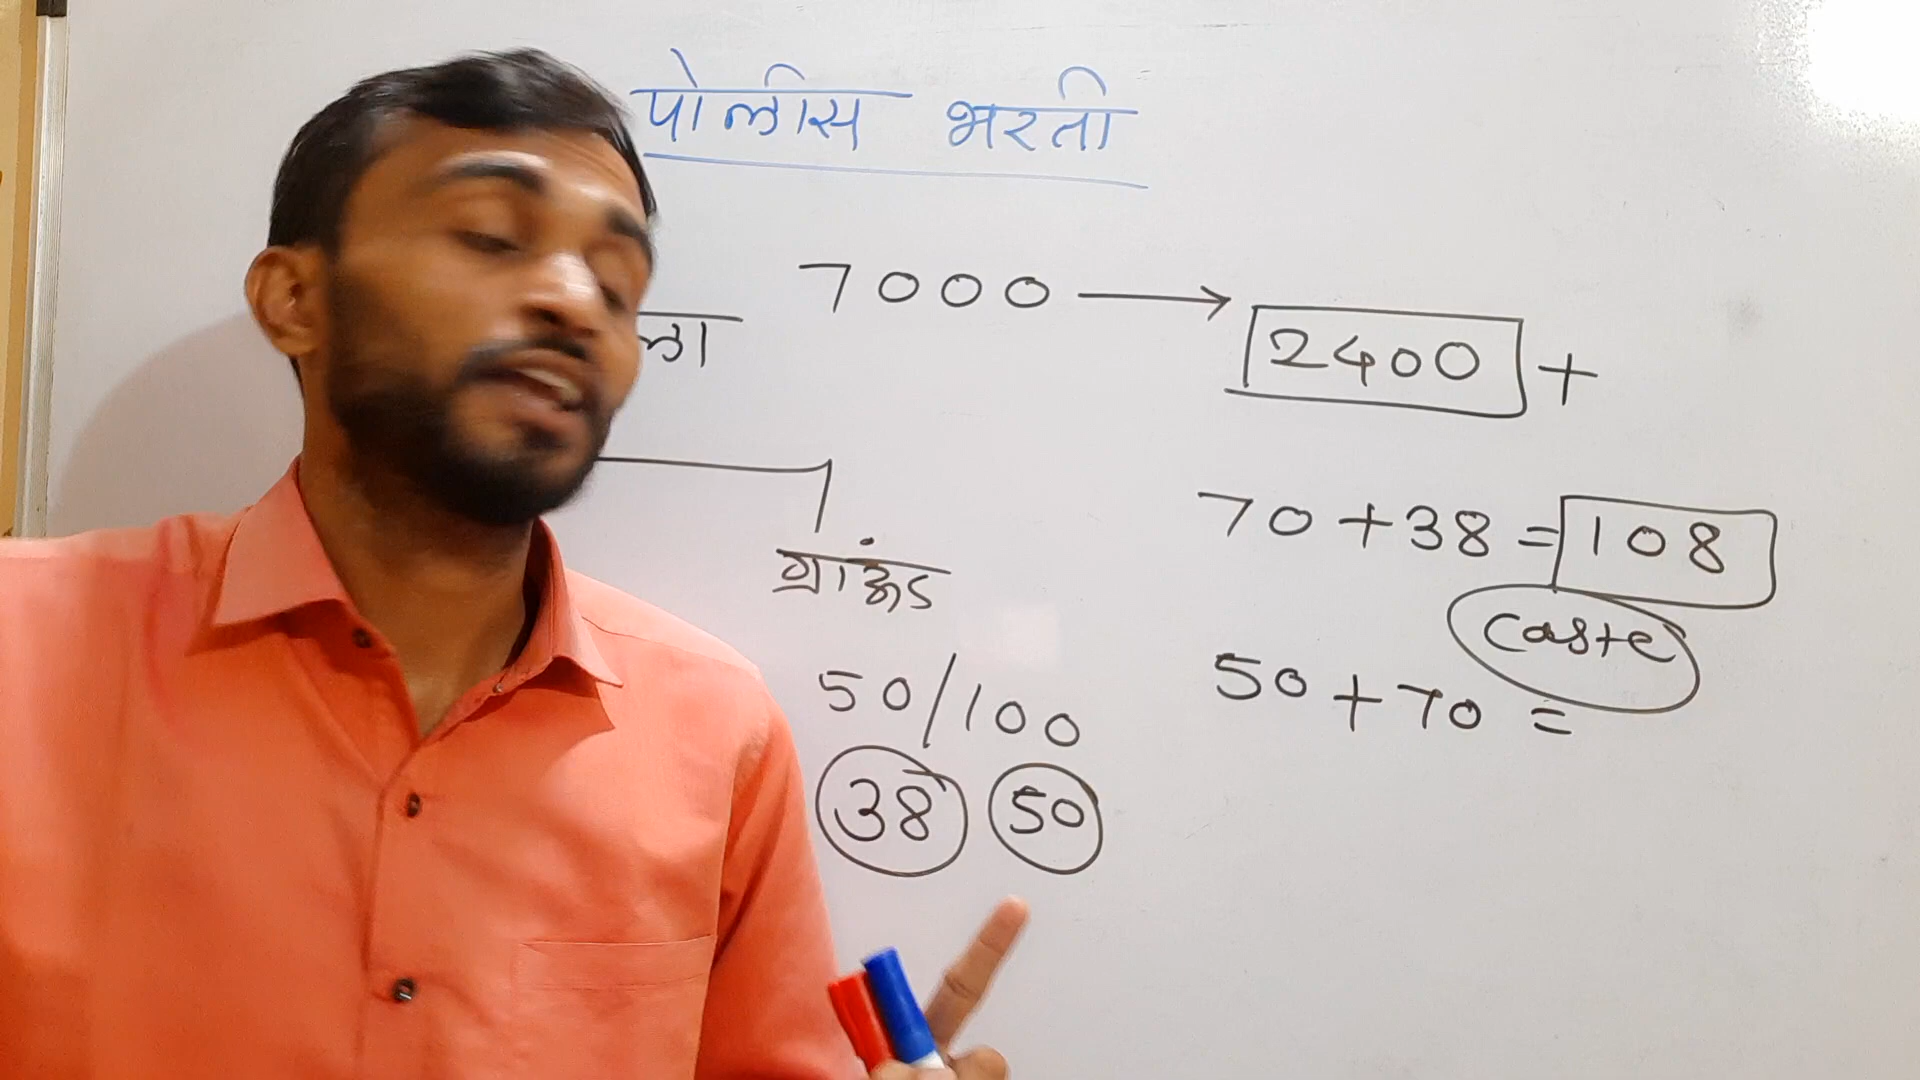 पोलीस भरती
7000 → 2400 +
ला
70 + 38 = 108
ग्राऊंड
caste
50/100
50 + 70 =
38 50